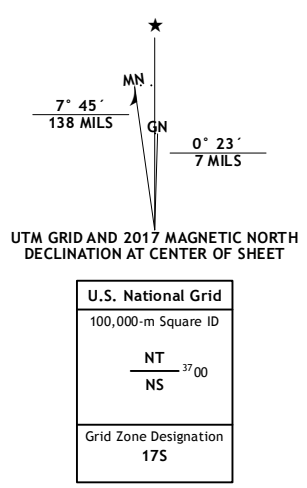 ★
MN
7° 45´
138 MILS
GN
0° 23´
7 MILS
UTM GRID AND 2017 MAGNETIC NORTH
DECLINATION AT CENTER OF SHEET
U.S. National Grid
100,000-m Square ID
NT
3700
NS
Grid Zone Designation
17S